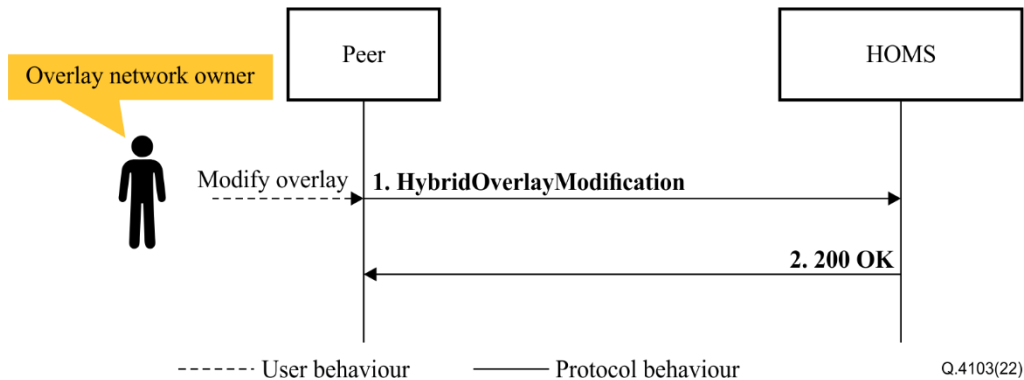 Peer
HOMS
Overlay network owner
Modify overlay
1. HybridOverlayModification
2. 200 OK
User behaviour
Protocol behaviour
Q.4103(22)